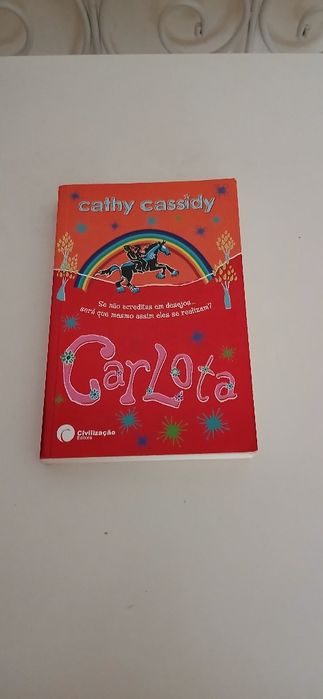 cathy cassidy
Se não acreditas em desejos...
será que mesmo assim eles se realizam?
Carlota
Civilização
Editora